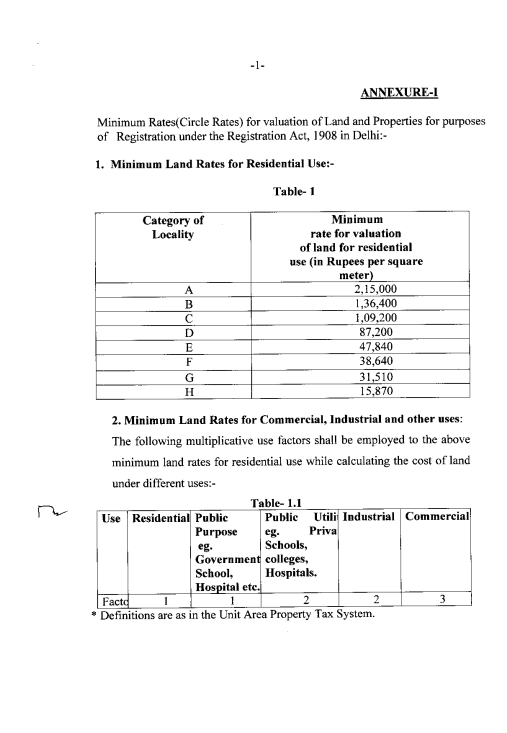 -1-
ANNEXURE-I
Minimum Rates(Circle Rates) for valuation of Land and Properties for purposes
of Registration under the Registration Act, 1908 in Delhi:-
1. Minimum Land Rates for Residential Use:-
Table- 1
Category of Locality | Minimum rate for valuation of land for residential use (in Rupees per square meter)
A 2,15,000
B 1,36,400
C 1,09,200
D 87,200
E 47,840
F 38,640
G 31,510
H 15,870
2. Minimum Land Rates for Commercial, Industrial and other uses:
The following multiplicative use factors shall be employed to the above
minimum land rates for residential use while calculating the cost of land
under different uses:-
Table- 1.1
Use Residential Public Public Utili Industrial Commercial
Purpose eg. Priva
eg. Schools,
Government colleges,
School, Hospitals.
Hospital etc.
Facto 1 1 2 2 3
* Definitions are as in the Unit Area Property Tax System.